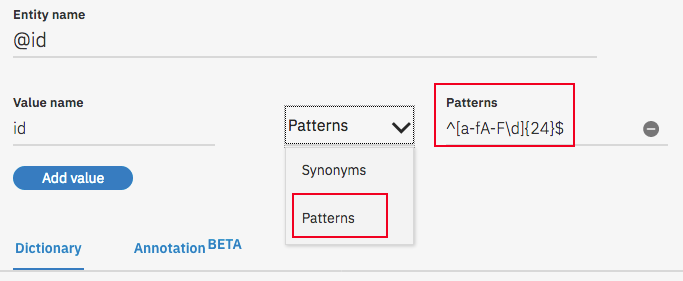 Entity name
@id
Value name
Patterns
id
Patterns
^[a-fA-F\d]{24}$
Add value
Synonyms
Patterns
Dictionary
Annotation BETA